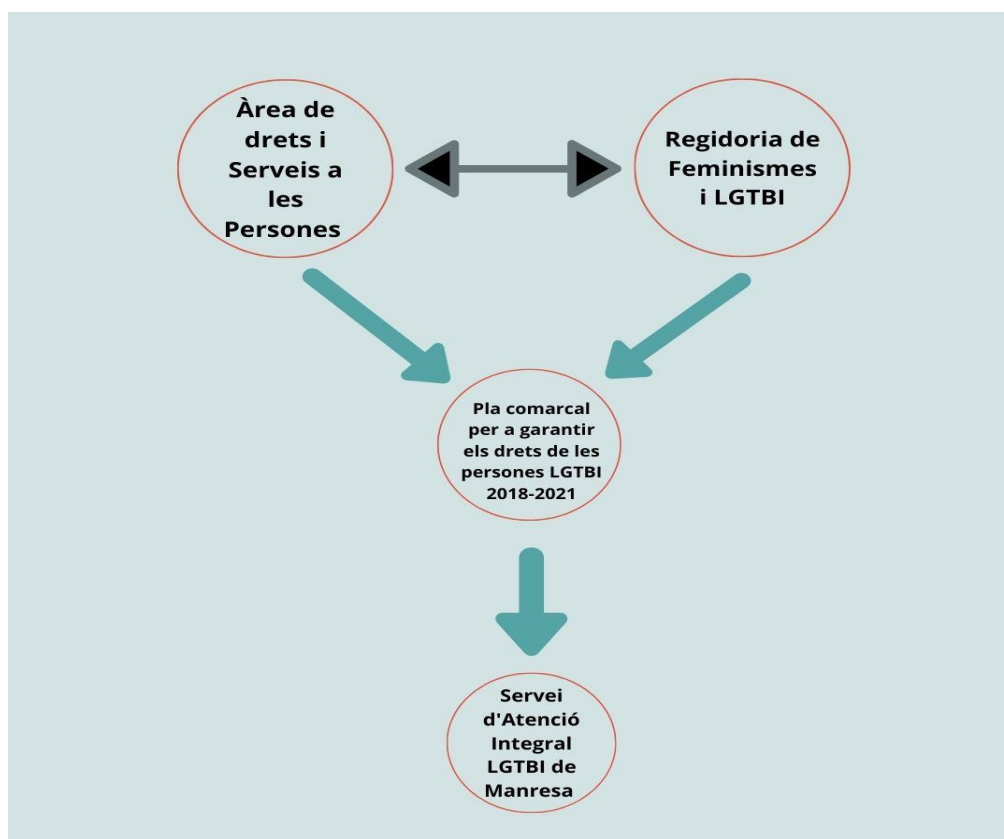 Àrea de
drets i
Serveis a
les
Persones
Regidoria de
Feminismes
i LGTBI
Pla comarcal
per a garantir
els drets de les
persones LGTBI
2018-2021
Servei
d'Atenció
Integral
LGTBI de
Manresa